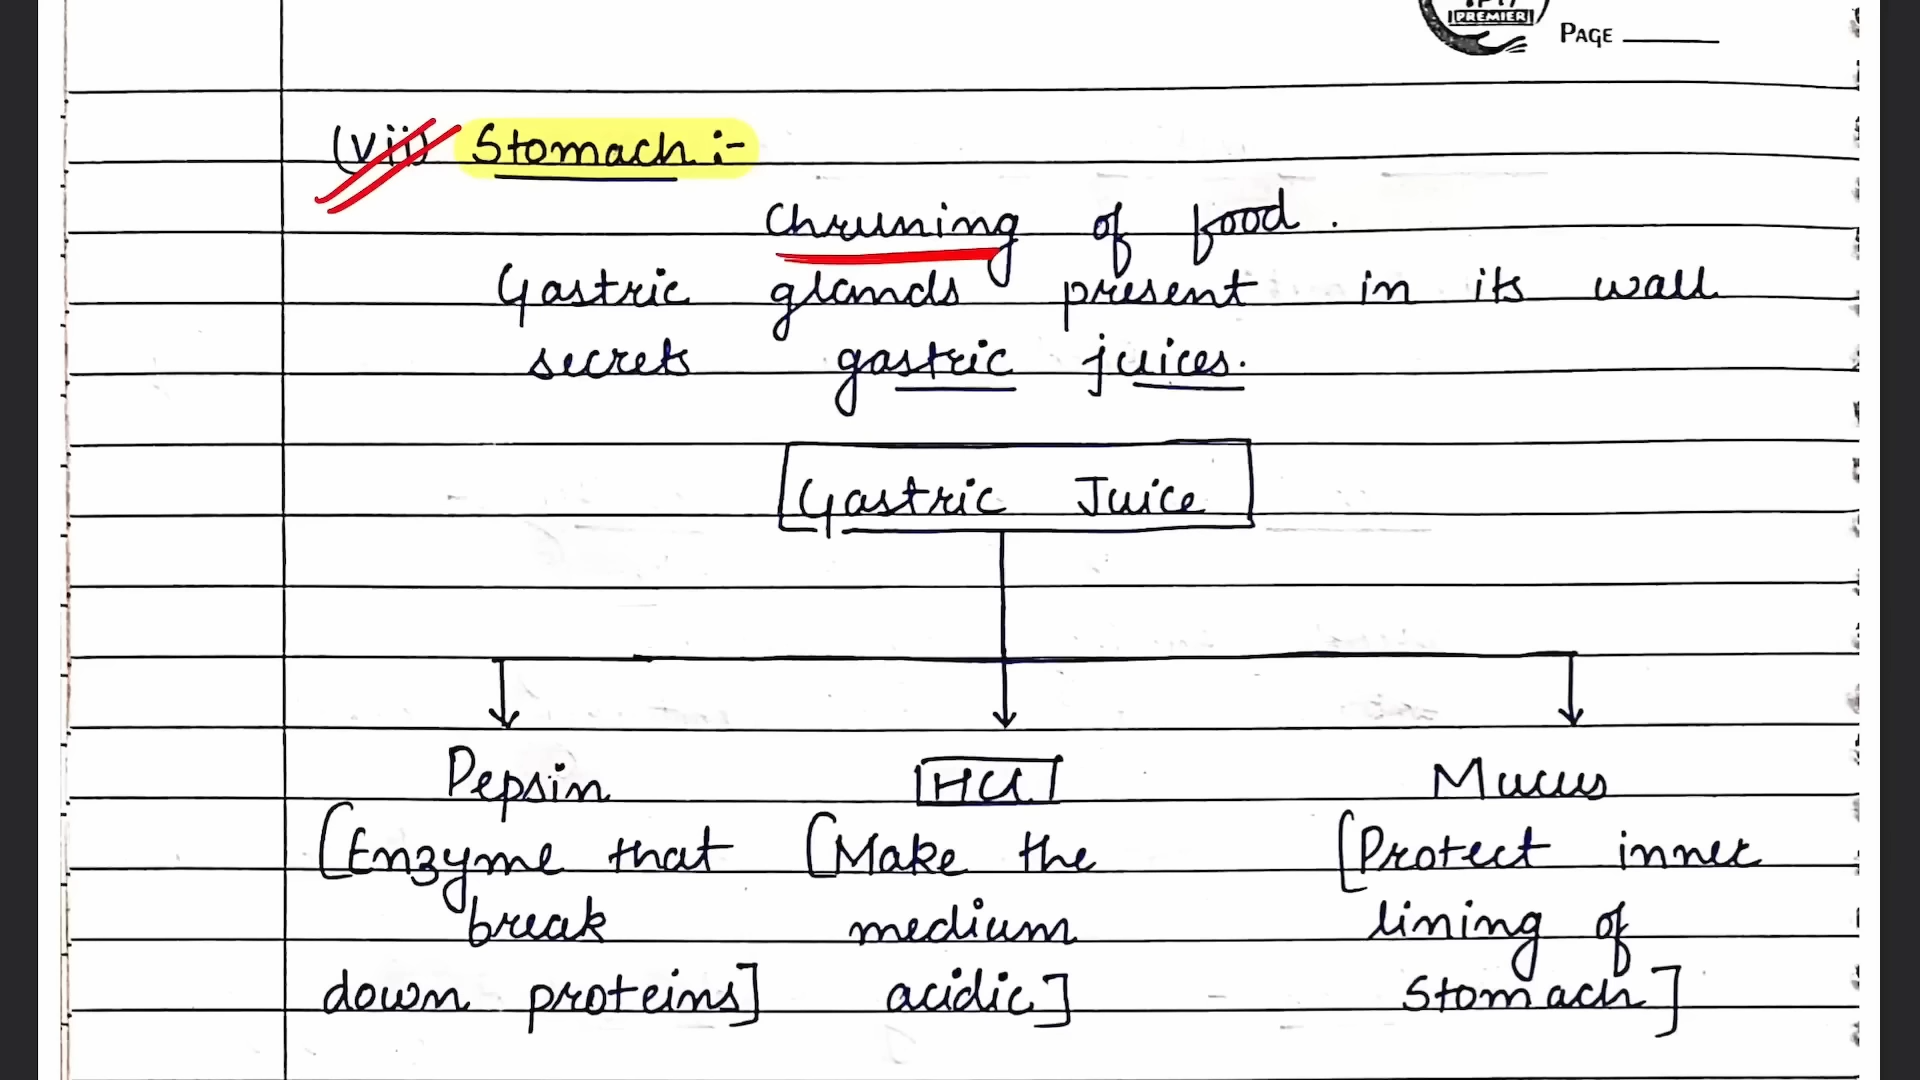 PREMIER
PAGE
(vii) Stomach :-
Chruning of food.
Gastric glands present in its wall
secrets gastric juices.
Gastric Juice
Pepsin HCl Mucus
[Enzyme that [Make the [Protect inner
break medium lining of
down proteins] acidic] Stomach]